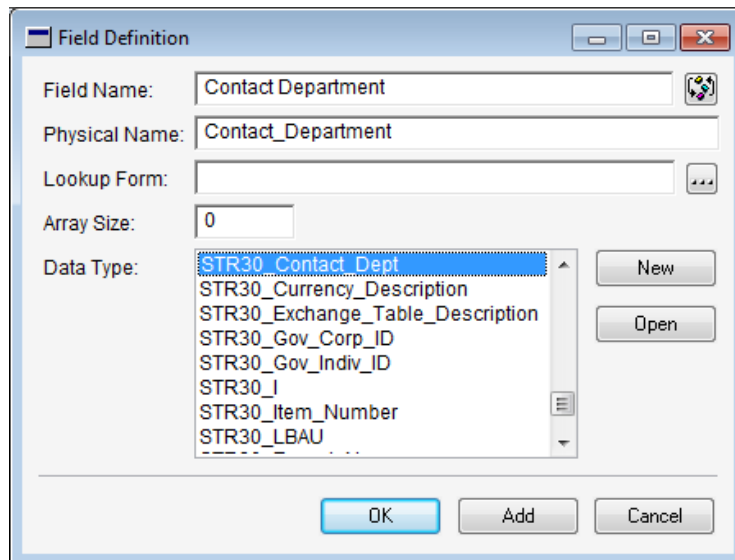 Field Definition
Field Name: Contact Department
Physical Name: Contact_Department
Lookup Form: ...
Array Size: 0
Data Type: STR30_Contact_Dept New
STR30_Currency_Description
STR30_Exchange_Table_Description Open
STR30_Gov_Corp_ID
STR30_Gov_Indiv_ID
STR30_I
STR30_Item_Number
STR30_LBAU
OK Add Cancel